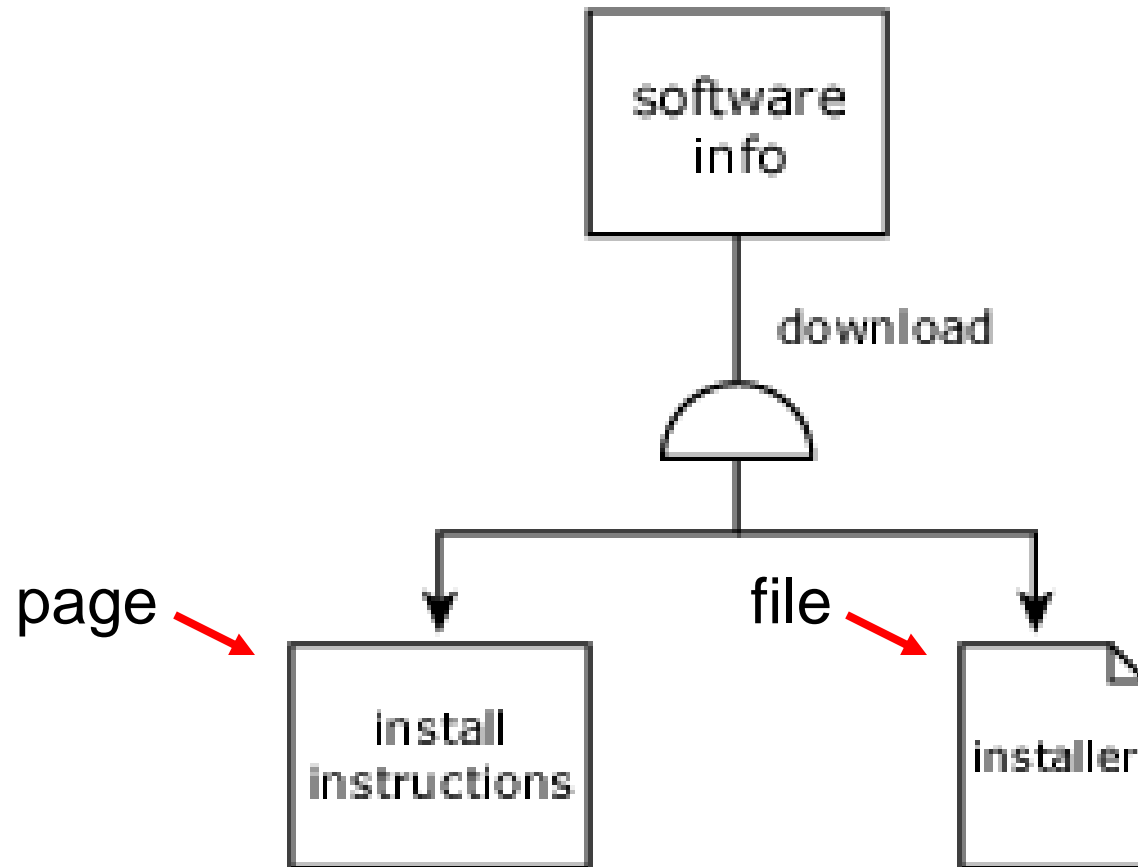 software
info
download
page
file
install
instructions
installer